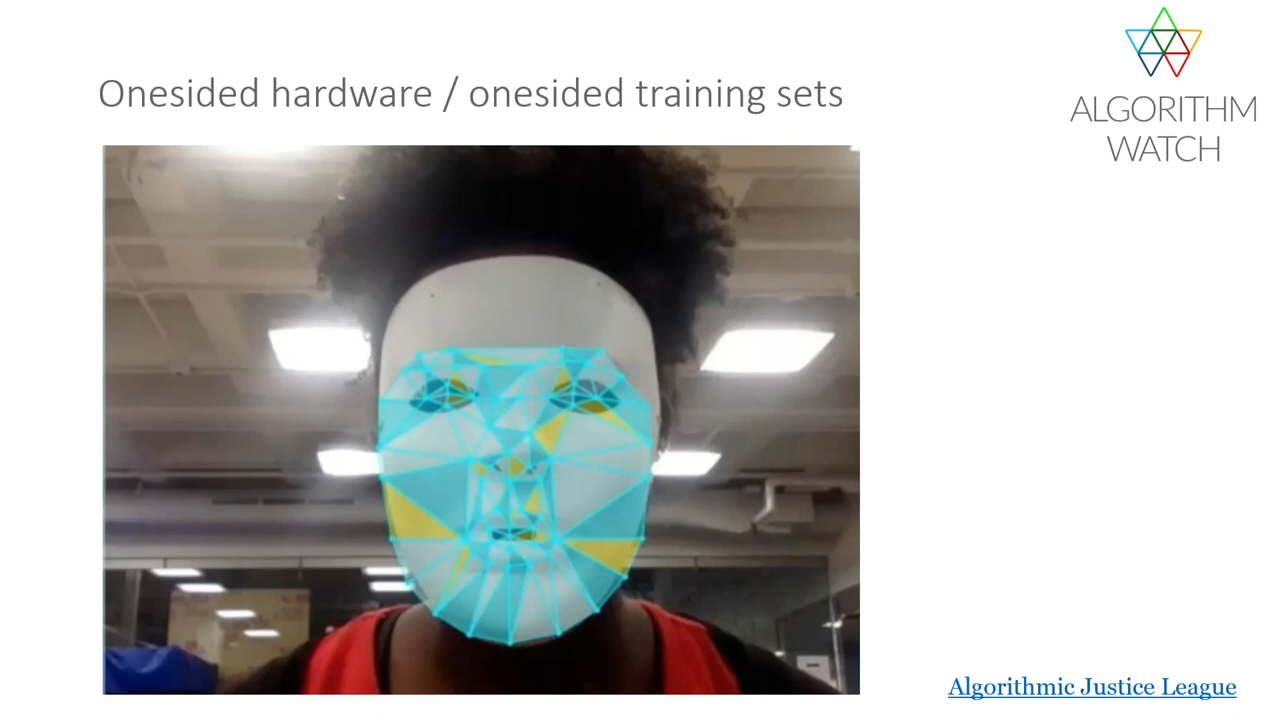 Onesided hardware / onesided training sets
ALGORITHM
WATCH
Algorithmic Justice League